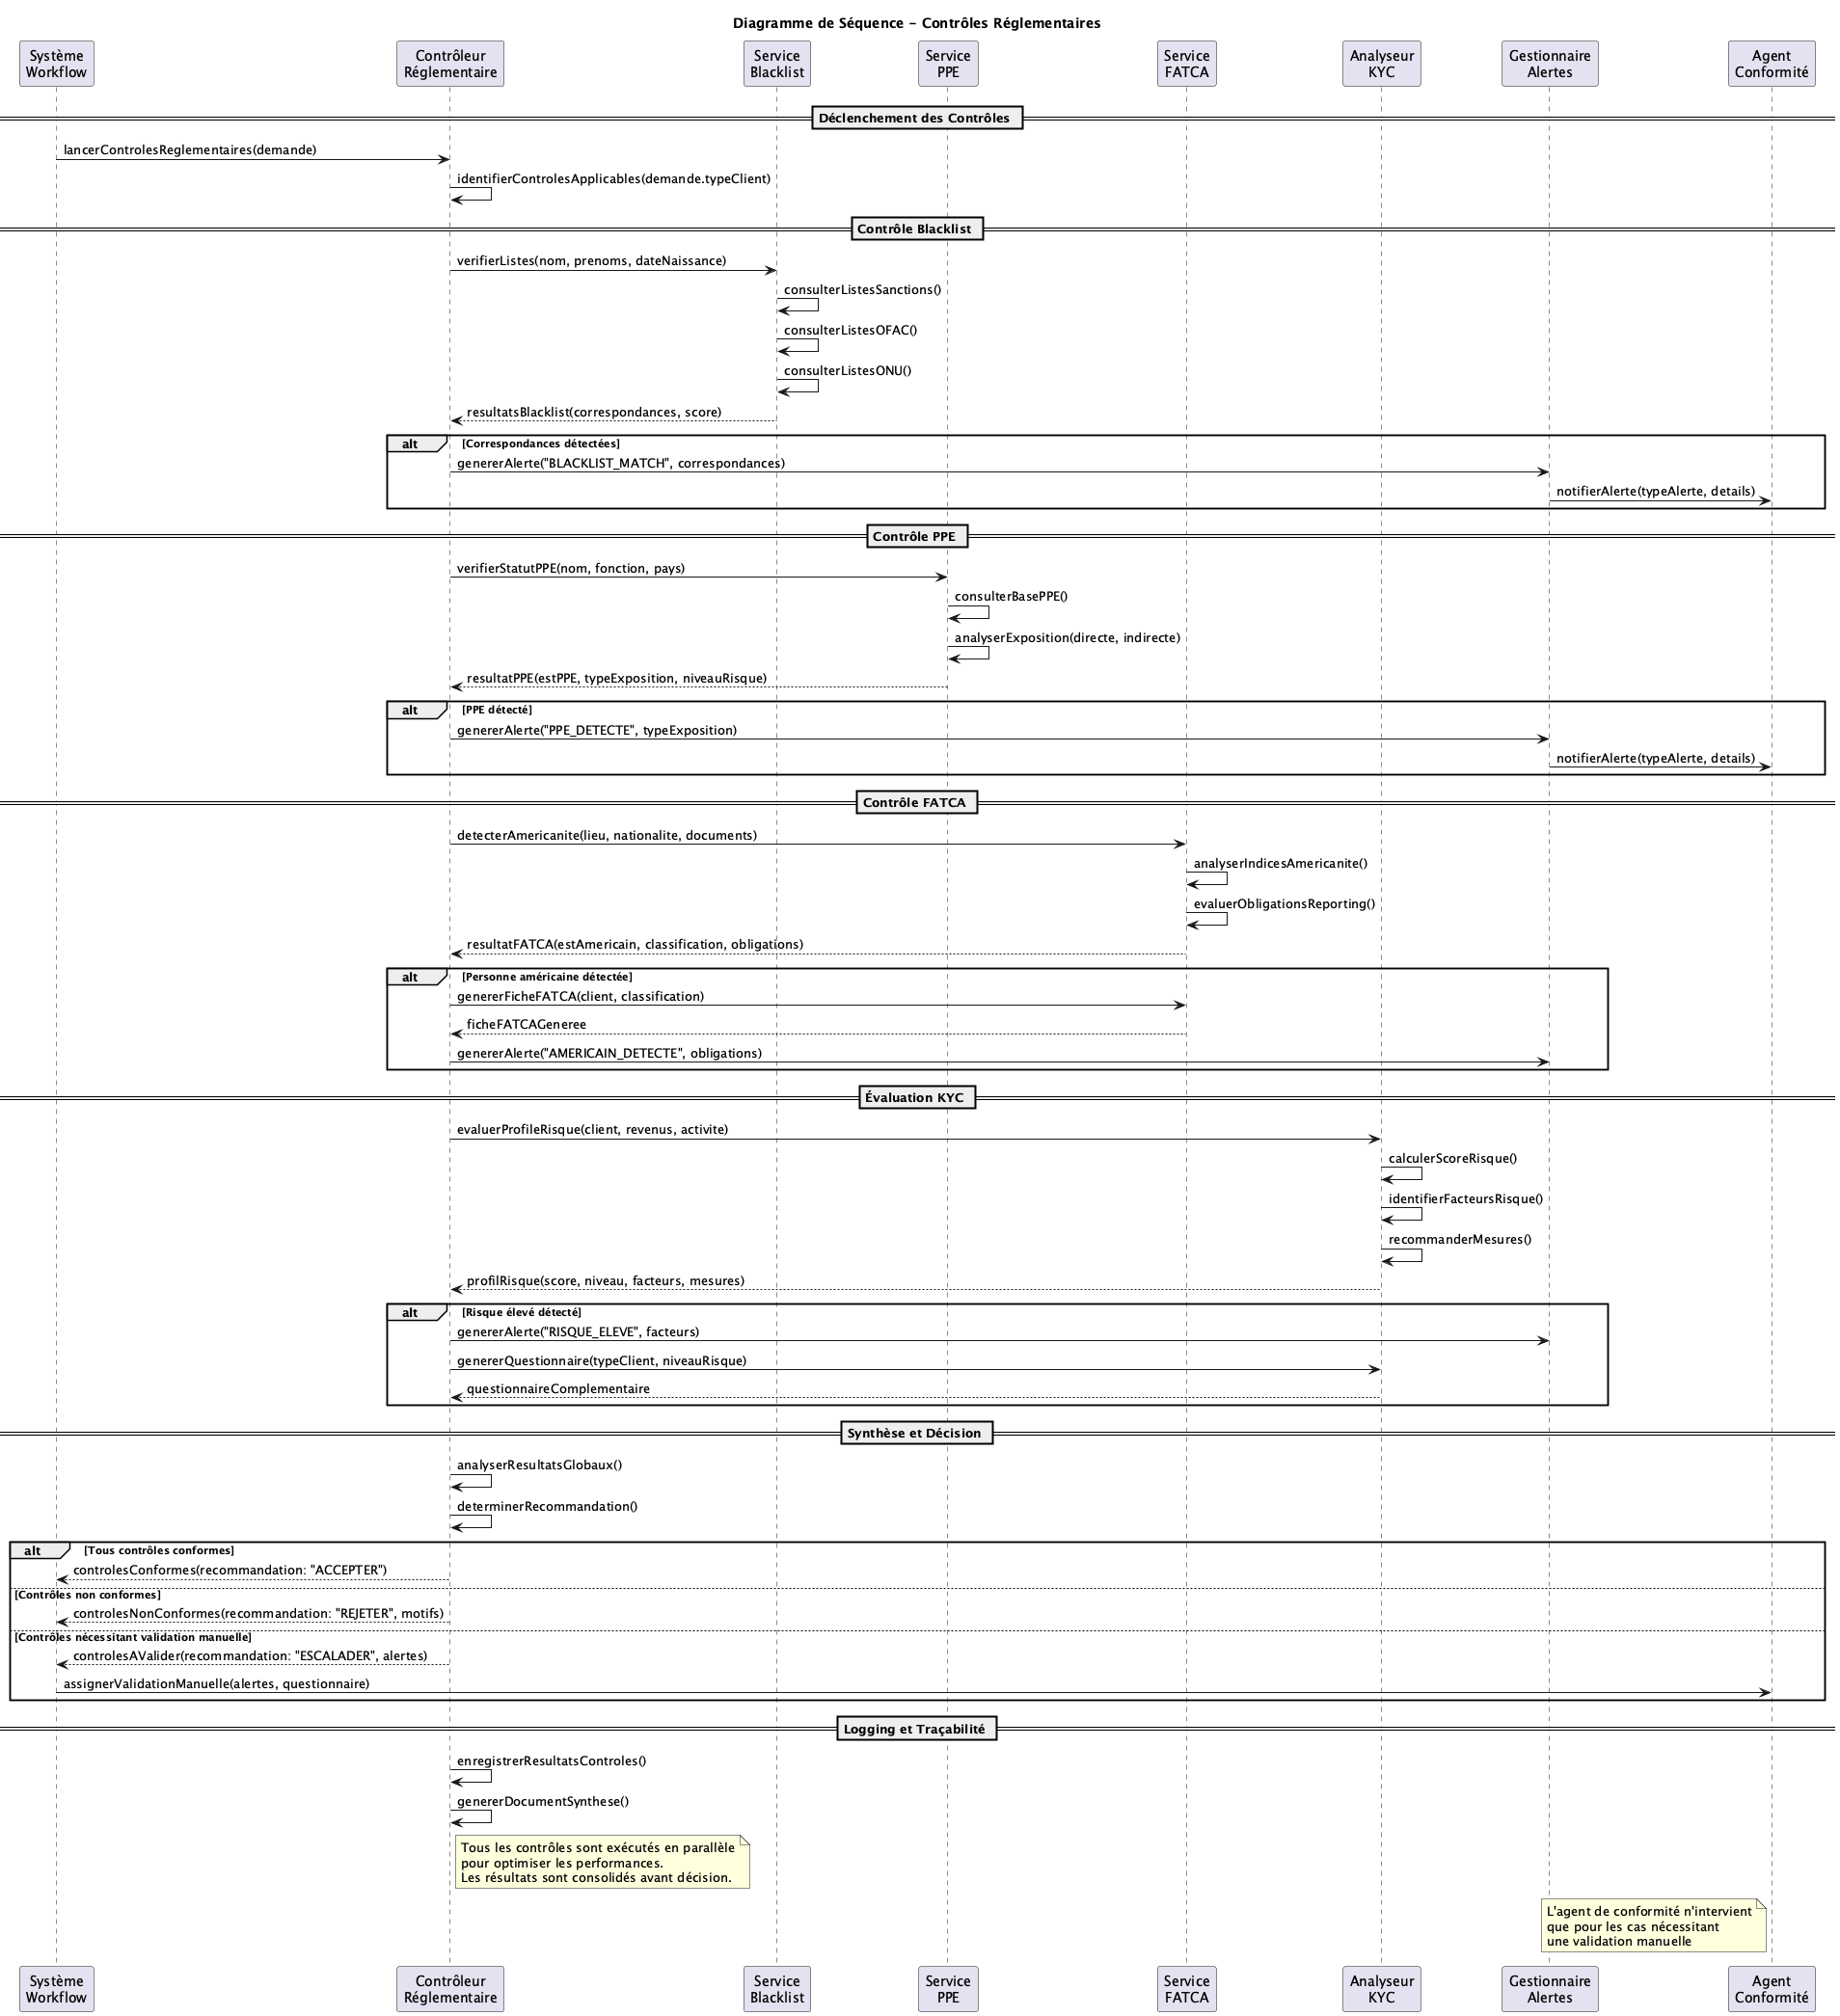 Diagramme de Séquence – Contrôles Réglementaires
Système
Workflow
Contrôleur
Réglementaire
Service
Blacklist
Service
PPE
Service
FATCA
Analyseur
KYC
Gestionnaire
Alertes
Agent
Conformité
Déclenchement des Contrôles
lancerControlesReglementaires(demande)
identifierControlesApplicables(demande.typeClient)
Contrôle Blacklist
verifierListes(nom, prenoms, dateNaissance)
consulterListesSanctions()
consulterListesOFAC()
consulterListesONU()
resultatsBlacklist(correspondances, score)
alt [Correspondances détectées]
genererAlerte("BLACKLIST_MATCH", correspondances)
notifierAlerte(typeAlerte, details)
Contrôle PPE
verifierStatutPPE(nom, fonction, pays)
consulterBasePPE()
analyserExposition(directe, indirecte)
resultatPPE(estPPE, typeExposition, niveauRisque)
alt [PPE détecté]
genererAlerte("PPE_DETECTE", typeExposition)
notifierAlerte(typeAlerte, details)
Contrôle FATCA
detecterAmericanite(lieu, nationalite, documents)
analyserIndicesAmericanite()
evaluerObligationsReporting()
resultatFATCA(estAmericain, classification, obligations)
alt [Personne américaine détectée]
genererFicheFATCA(client, classification)
ficheFATCAGeneree
genererAlerte("AMERICAIN_DETECTE", obligations)
Évaluation KYC
evaluerProfileRisque(client, revenus, activite)
calculerScoreRisque()
identifierFacteursRisque()
recommanderMesures()
profilRisque(score, niveau, facteurs, mesures)
alt [Risque élevé détecté]
genererAlerte("RISQUE_ELEVE", facteurs)
genererQuestionnaire(typeClient, niveauRisque)
questionnaireComplementaire
Synthèse et Décision
analyserResultatsGlobaux()
determinerRecommandation()
alt [Tous contrôles conformes]
controlesConformes(recommandation: "ACCEPTER")
[Contrôles non conformes]
controlesNonConformes(recommandation: "REJETER", motifs)
[Contrôles nécessitant validation manuelle]
controlesAValider(recommandation: "ESCALADER", alertes)
assignerValidationManuelle(alertes, questionnaire)
Logging et Traçabilité
enregistrerResultatsControles()
genererDocumentSynthese()
Tous les contrôles sont exécutés en parallèle
pour optimiser les performances.
Les résultats sont consolidés avant décision.
L'agent de conformité n'intervient
que pour les cas nécessitant
une validation manuelle
Système
Workflow
Contrôleur
Réglementaire
Service
Blacklist
Service
PPE
Service
FATCA
Analyseur
KYC
Gestionnaire
Alertes
Agent
Conformité